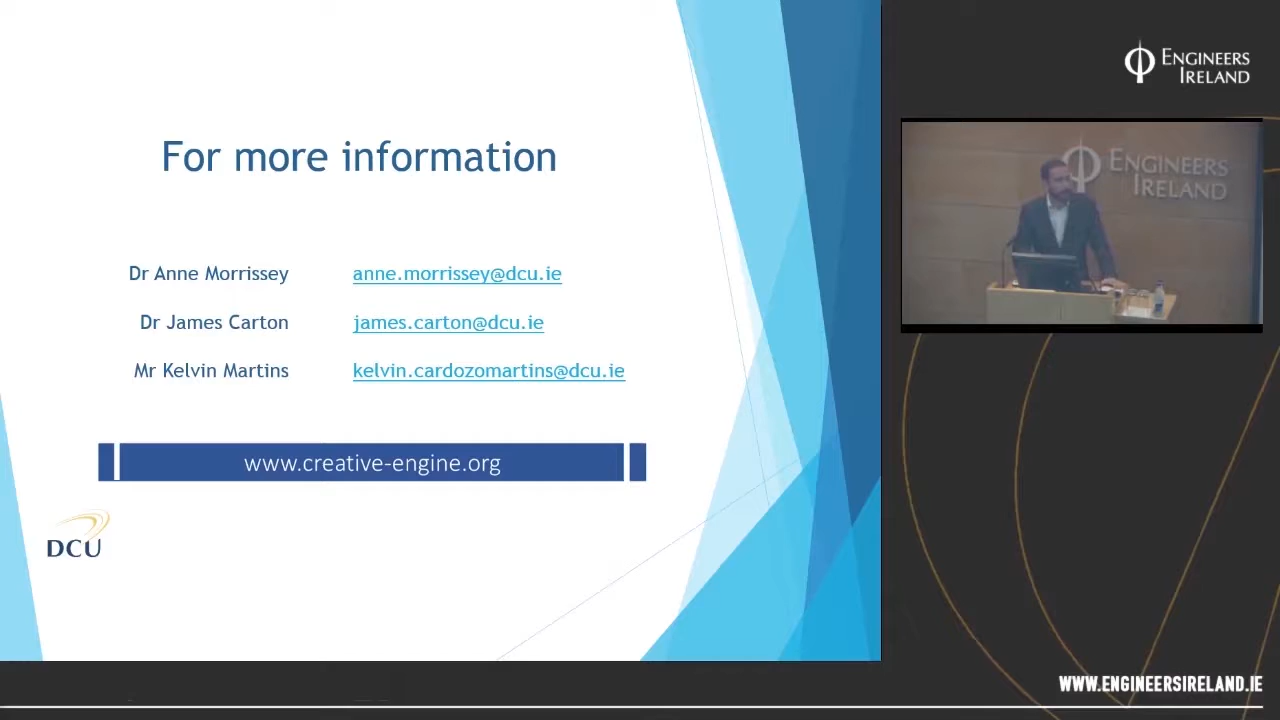 For more information
Dr Anne Morrissey anne.morrissey@dcu.ie
Dr James Carton james.carton@dcu.ie
Mr Kelvin Martins kelvin.cardozomartins@dcu.ie
www.creative-engine.org
DCU
ENGINEERS
IRELAND
ENGINEERS
IRELAND
WWW.ENGINEERSIRELAND.IE